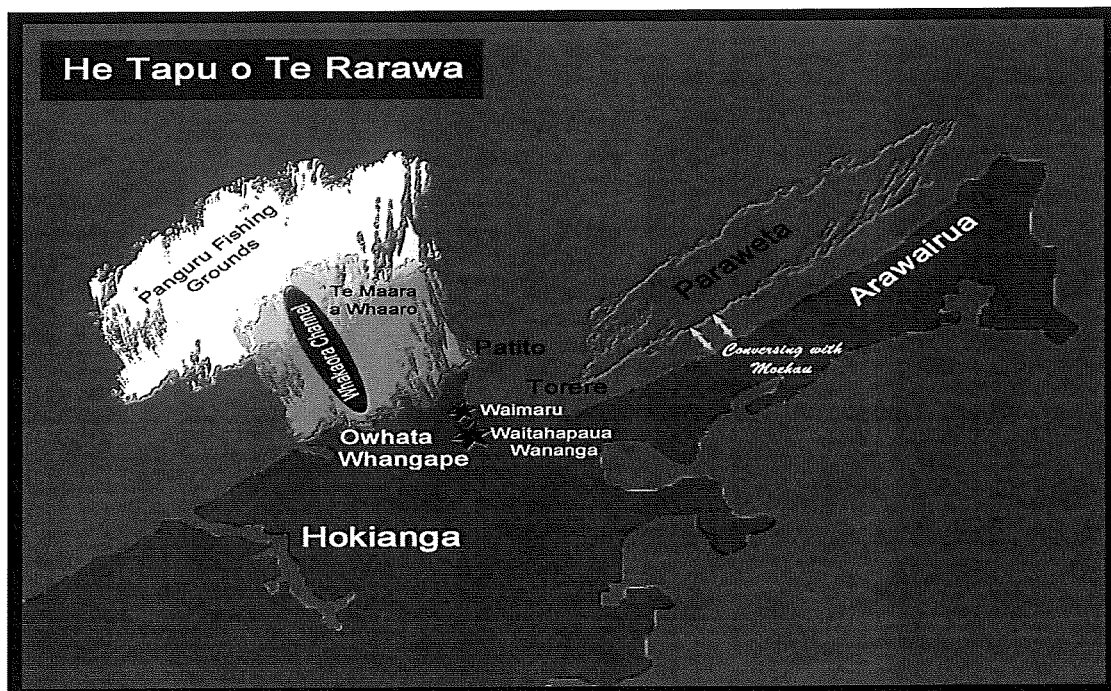 He Tapu o Te Rarawa
Panguru Fishing
Grounds
Te Maara
a Whaaro
Whakaora Channel
Paraweta
Arawairua
Conversing with
Moehau
Patito
Torere
Waimaru
Owhata
Whangape
Waitahapaua
Wananga
Hokianga